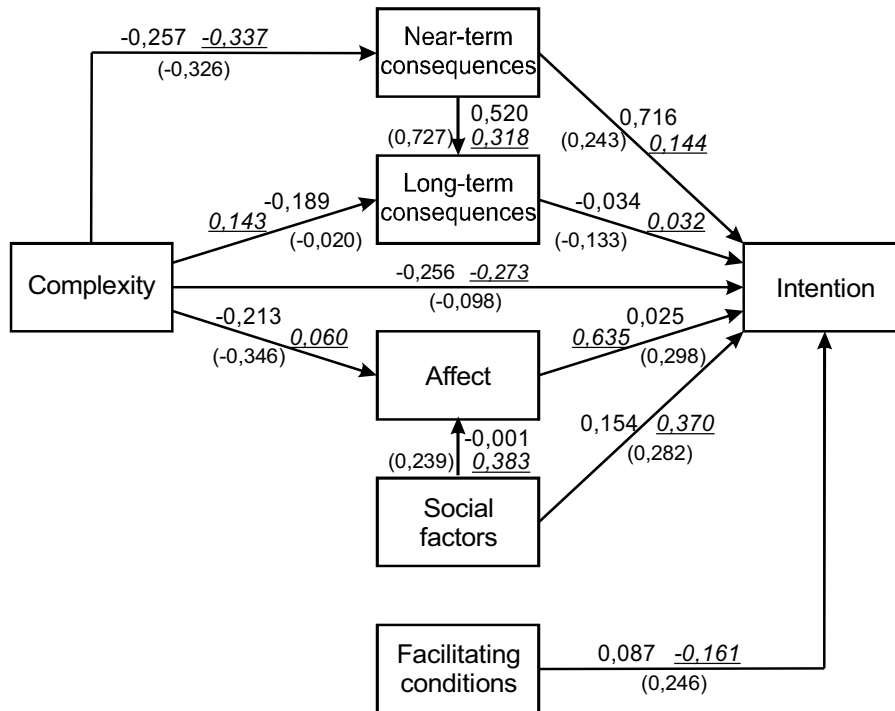 Near-term
consequences
-0,257 -0,337
(-0,326)
0,520
(0,727) 0,318
0,716
(0,243) 0,144
Long-term
consequences
-0,189
0,143
(-0,020)
-0,034
0,032
(-0,133)
Complexity
-0,256 -0,273
(-0,098)
Intention
-0,213
(-0,346) 0,060
Affect
0,025
0,635
(0,298)
-0,001
(0,239) 0,383
0,154 0,370
(0,282)
Social
factors
Facilitating
conditions
0,087 -0,161
(0,246)